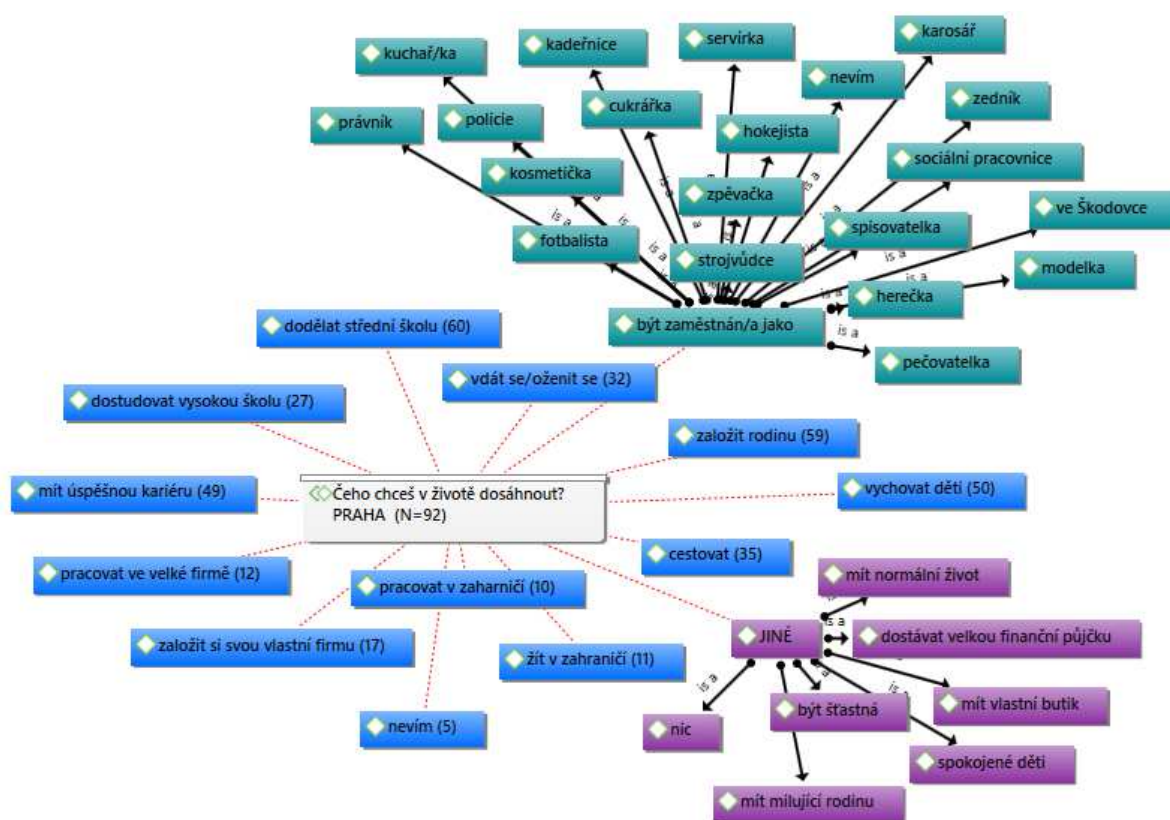 karosář
servírka
kadeřnice
kuchař/ka
nevím
zedník
cukrářka
policie
právník
hokejista
sociální pracovnice
kosmetička
zpěvačka
ve Škodovce
spisovatelka
fotbalista
strojvůdce
modelka
herečka
být zaměstnán/a jako
is a
pečovatelka
dodělat střední školu (60)
vdát se/oženit se (32)
dostudovat vysokou školu (27)
založit rodinu (59)
mít úspěšnou kariéru (49)
Čeho chceš v životě dosáhnout?
PRAHA (N=92)
vychovat děti (50)
cestovat (35)
pracovat ve velké firmě (12)
pracovat v zaharničí (10)
mít normální život
založit si svou vlastní firmu (17)
JINÉ
is a
dostávat velkou finanční půjčku
žít v zahraničí (11)
is a
mít vlastní butik
být šťastná
nevím (5)
nic
spokojené děti
mít milující rodinu